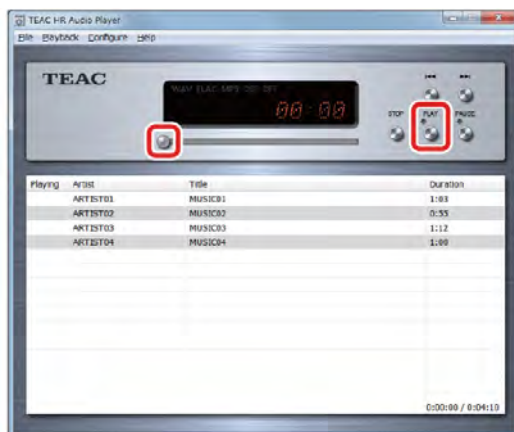 TEAC HR Audio Player
File Playback Configure Help
TEAC
WAV FLAC MP3 DSD DFF
00:00
STOP PLAY PAUSE
Playing Artist Title Duration
ARTIST01 MUSIC01 1:03
ARTIST02 MUSIC02 0:55
ARTIST03 MUSIC03 1:12
ARTIST04 MUSIC04 1:00
0:00:00 / 0:04:10